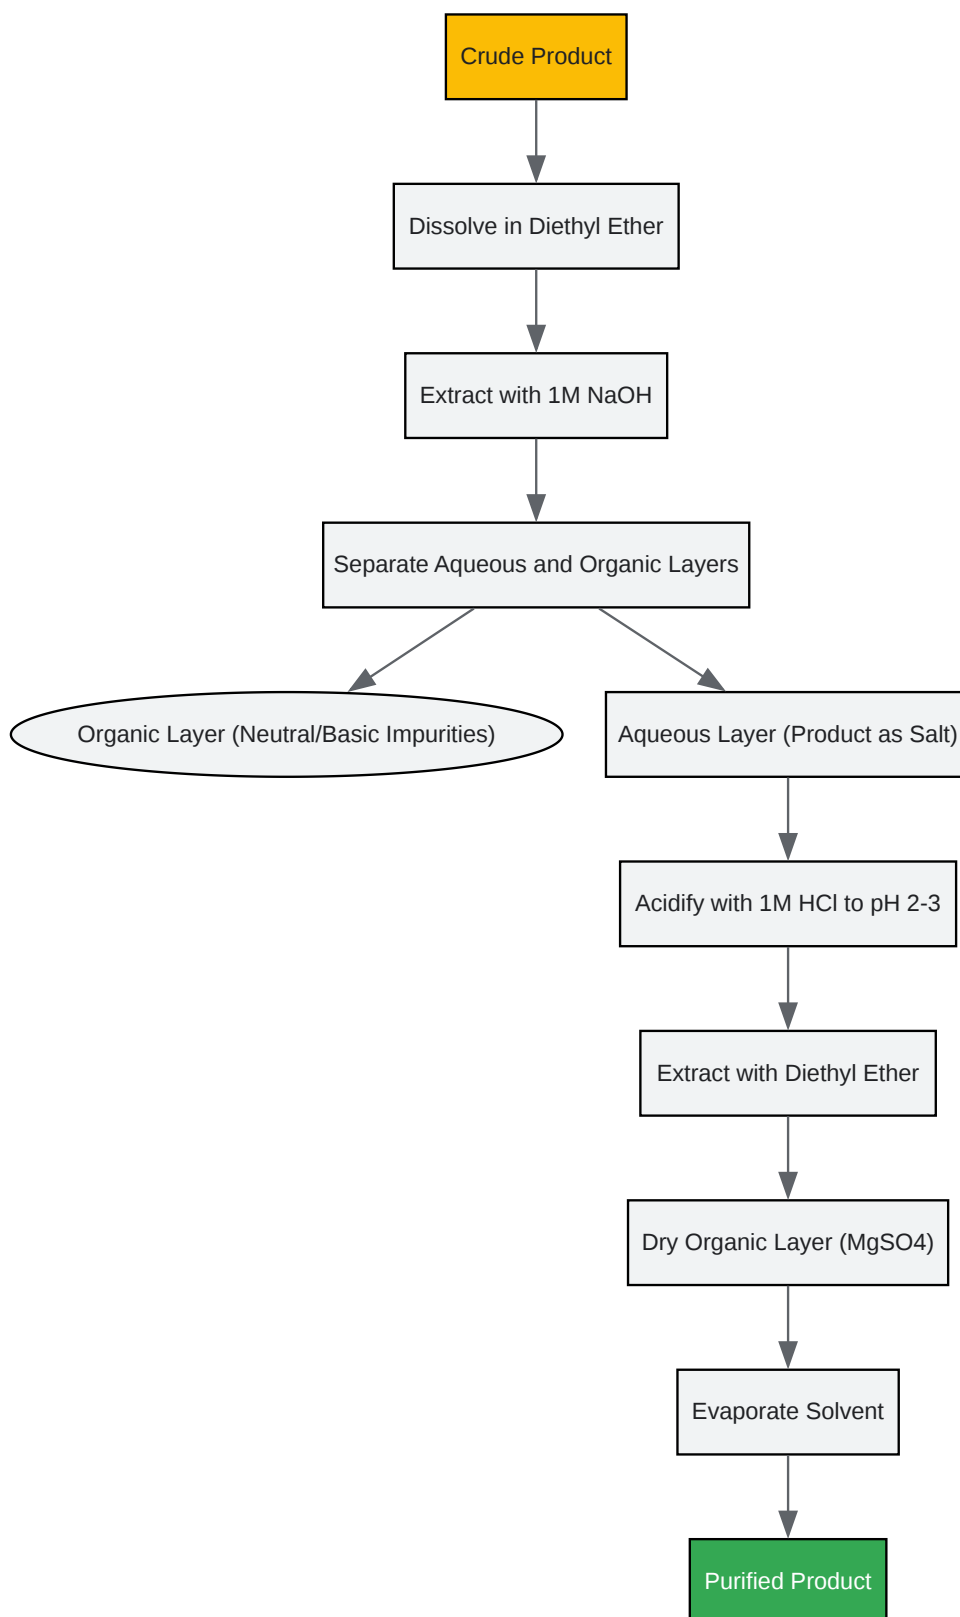 Crude Product
Dissolve in Diethyl Ether
Extract with 1M NaOH
Separate Aqueous and Organic Layers
Organic Layer (Neutral/Basic Impurities)
Aqueous Layer (Product as Salt)
Acidify with 1M HCl to pH 2-3
Extract with Diethyl Ether
Dry Organic Layer (MgSO4)
Evaporate Solvent
Purified Product